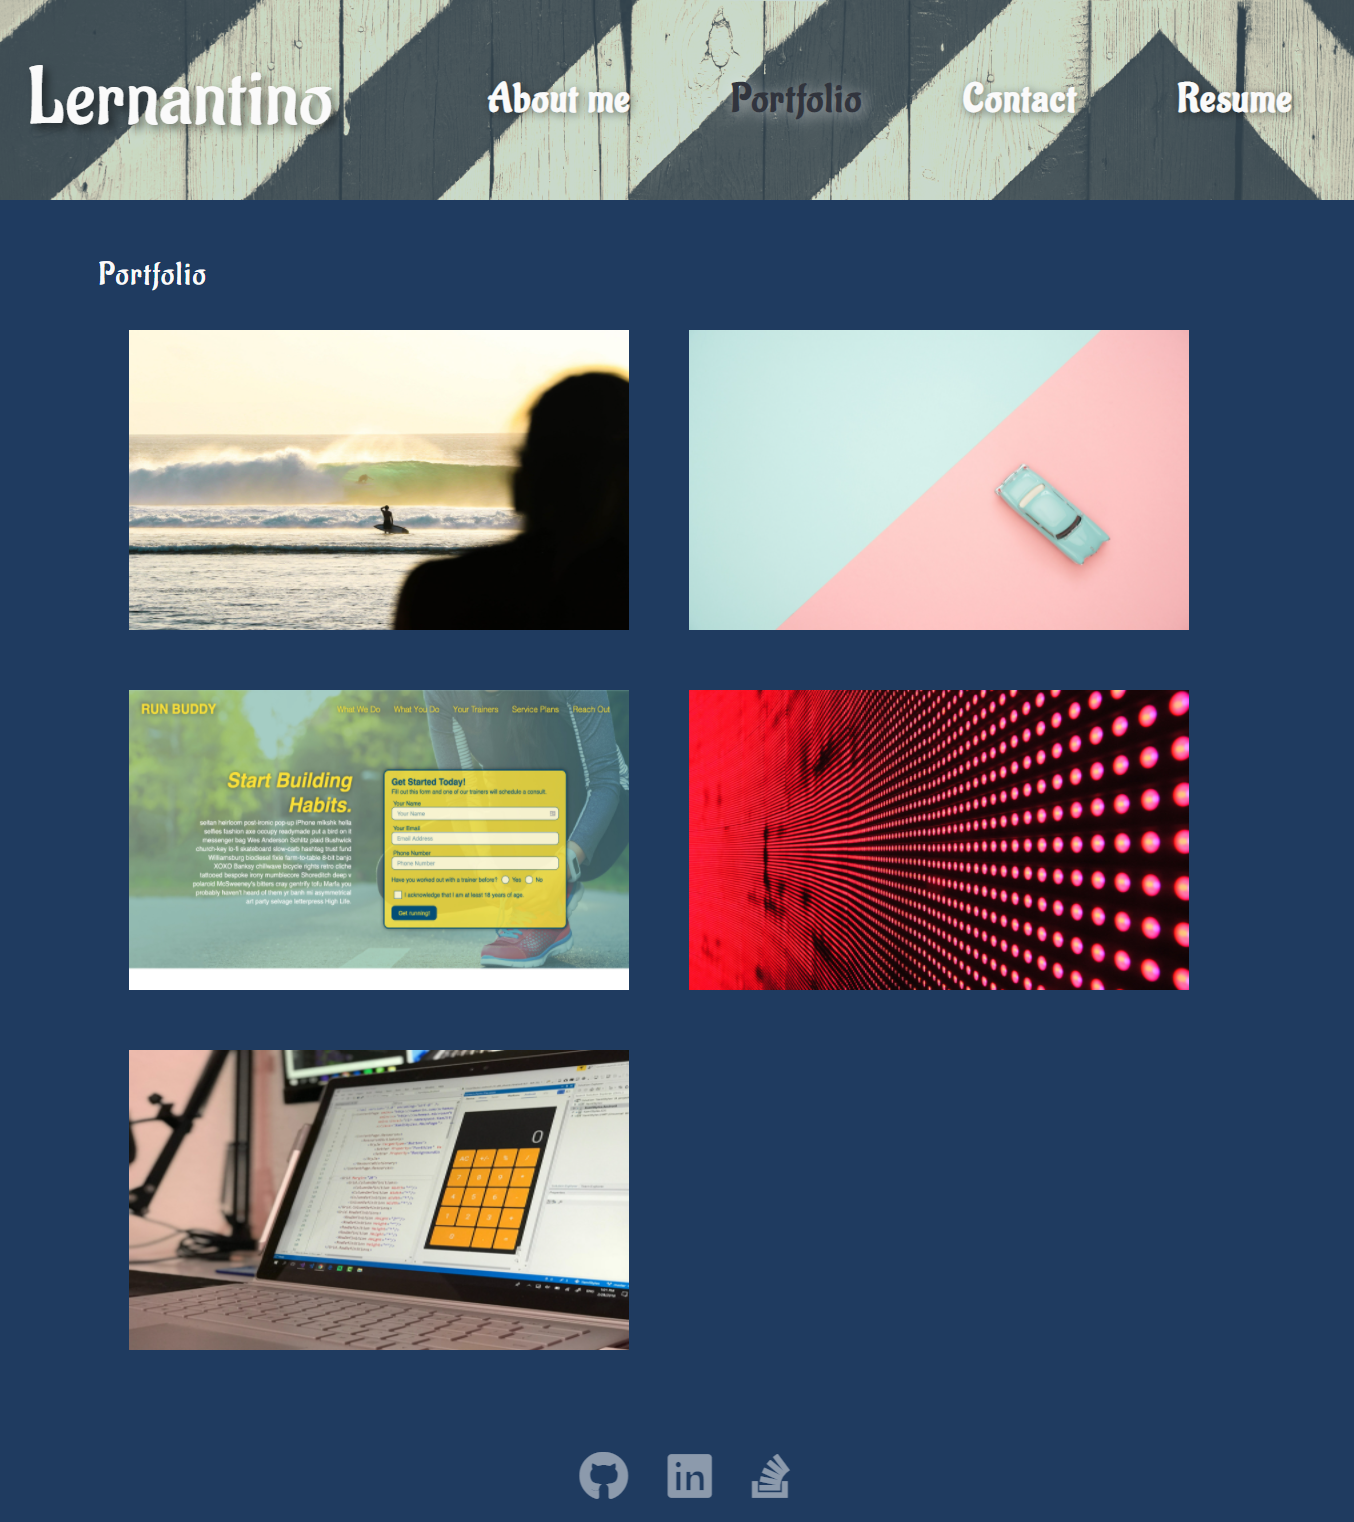 Lernantino
About me
Portfolio
Contact
Resume
Portfolio
RUN BUDDY
What We Do
What You Do
Your Trainers
Service Plans
Reach Out
Start Building
Habits.
seitan heirloom post-ironic pop-up iPhone mlkshk hella
selfies fashion axe occupy readymade put a bird on it
messenger bag Wes Anderson Schlitz plaid Bushwick
church-key lo-fi skateboard slow-carb hashtag trust fund
Williamsburg biodiesel fixie farm-to-table 8-bit banjo
XOXO Banksy chillwave bicycle rights retro cliche
tattooed bespoke irony mumblecore Shoreditch deep v
polaroid McSweeney's bitters cray gentrify tofu Marfa you
probably haven't heard of them yr banh mi asymmetrical
art party selvage letterpress High Life.
Get Started Today!
Fill out this form and one of our trainers will schedule a consult.
Your Name
Your Name
Your Email
Email Address
Phone Number
Phone Number
Have you worked out with a trainer before? Yes No
I acknowledge that I am at least 18 years of age.
Get running!
0
in